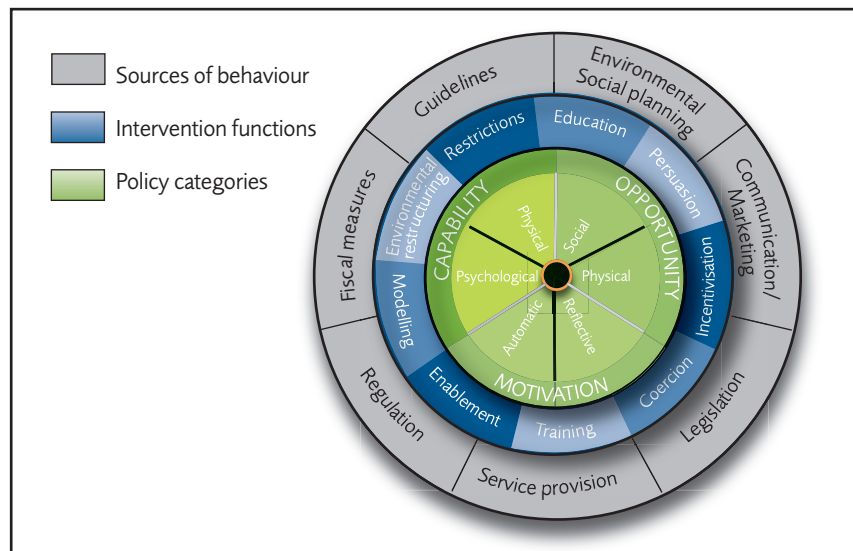 Sources of behaviour
Intervention functions
Policy categories
Guidelines
Environmental
Social planning
Communication/
Marketing
Legislation
Service provision
Regulation
Fiscal measures
Restrictions
Education
Persuasion
Incentivisation
Coercion
Training
Enablement
Modelling
Environmental
restructuring
CAPABILITY
OPPORTUNITY
MOTIVATION
Physical
Social
Physical
Reflective
Automatic
Psychological